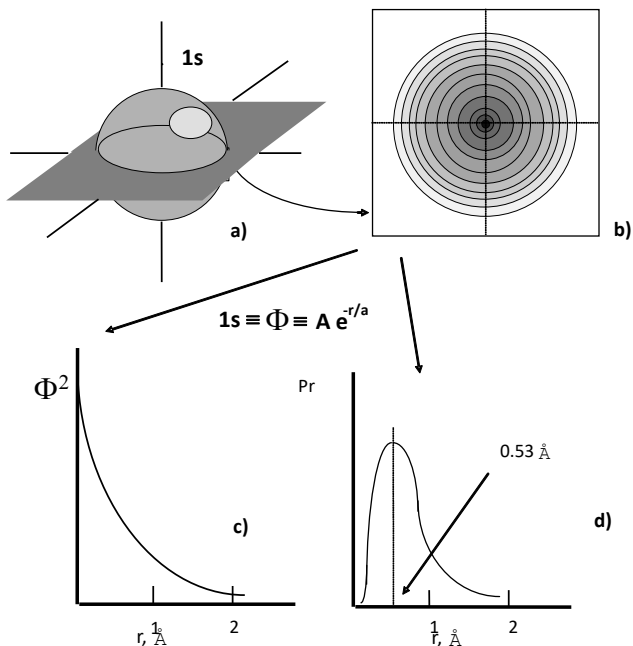 1s
a)
b)
1s ≡ Φ ≡ A e^-r/a
Φ²
Pr
0.53 Å
c)
d)
1 2
r, Å
1 2
r, Å